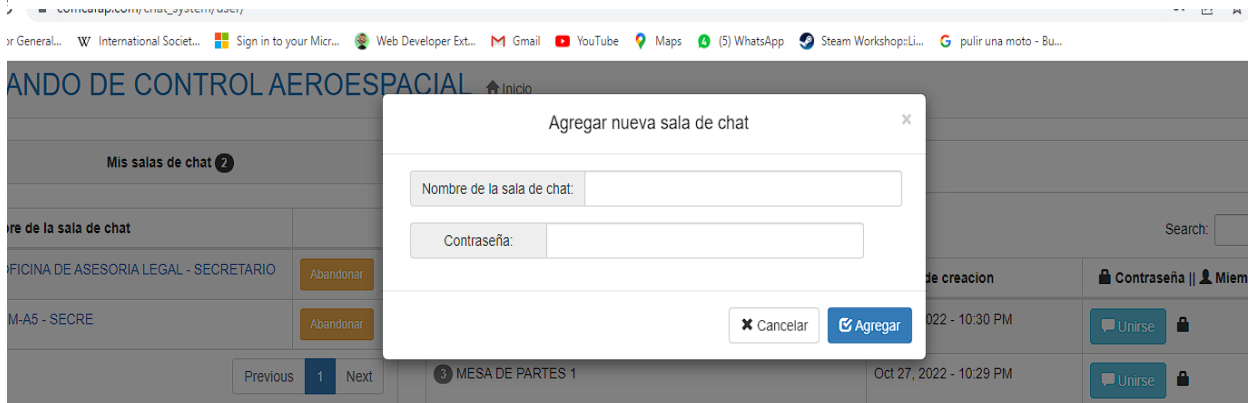 comcafap.com/chat_system/user/
or General... W International Societ... Sign in to your Micr... Web Developer Ext... M Gmail YouTube Maps (5) WhatsApp Steam Workshop::Li... G pulir una moto - Bu...
ANDO DE CONTROL AEROESPACIAL Inicio
Agregar nueva sala de chat ×
Mis salas de chat 2
Nombre de la sala de chat:
re de la sala de chat
Search:
Contraseña:
FICINA DE ASESORIA LEGAL - SECRETARIO Abandonar
de creacion Contraseña || Miem
M-A5 - SECRE Abandonar
Cancelar Agregar
022 - 10:30 PM Unirse
Previous 1 Next
3 MESA DE PARTES 1 Oct 27, 2022 - 10:29 PM Unirse